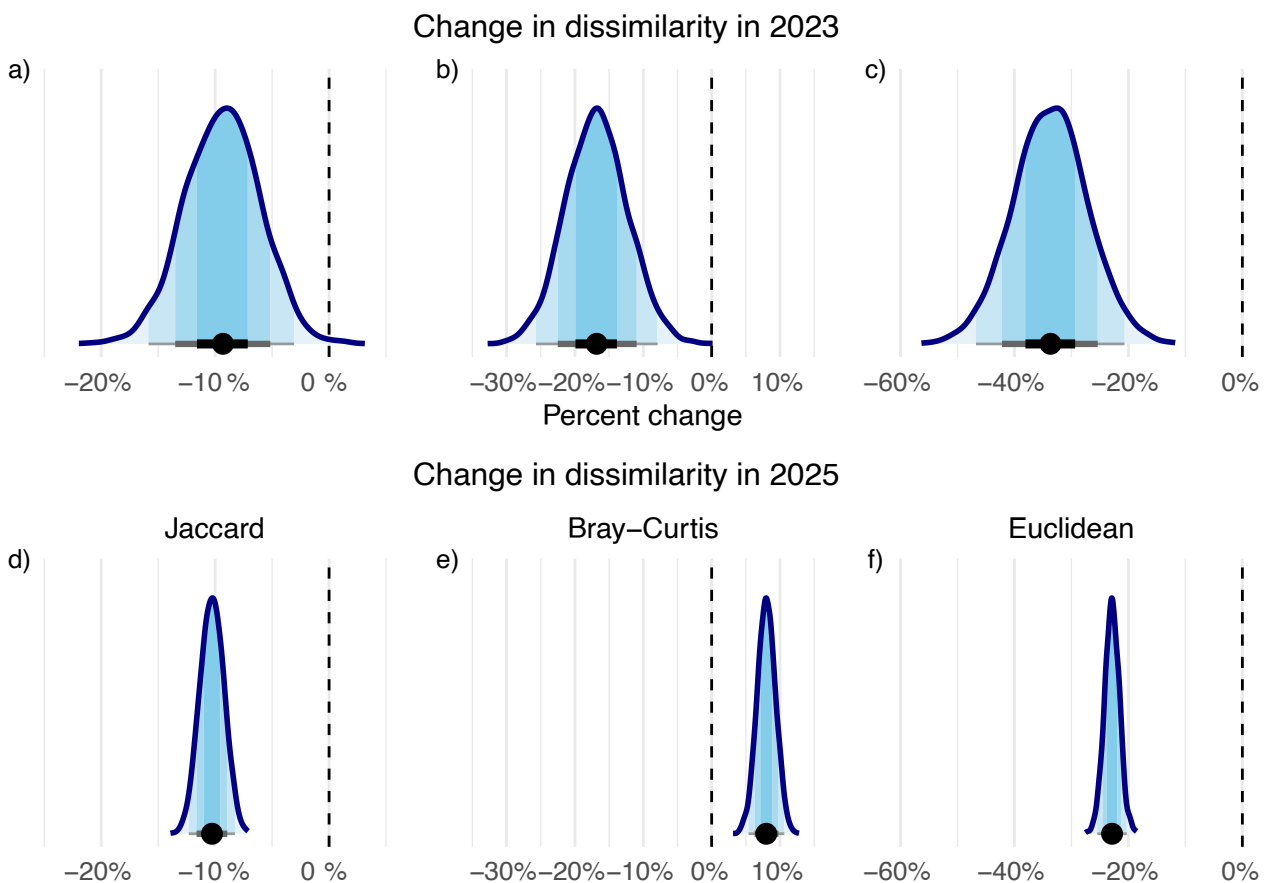 Change in dissimilarity in 2023
a) b) c)
−20% −10 % 0 % −30%−20%−10% 0% 10% −60% −40% −20% 0%
Percent change
Change in dissimilarity in 2025
Jaccard Bray−Curtis Euclidean
d) e) f)
−20% −10 % 0 % −30%−20%−10% 0% 10% −60% −40% −20% 0%